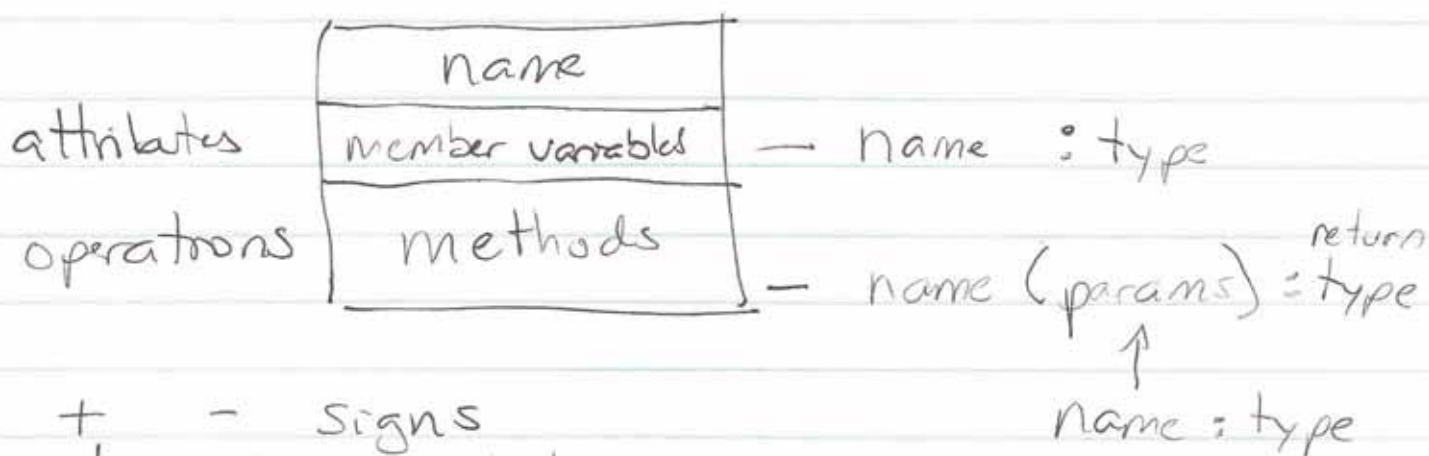 name
attributes member variables - name : type
operations methods - name (params) : return type
↑
+ - signs name : type